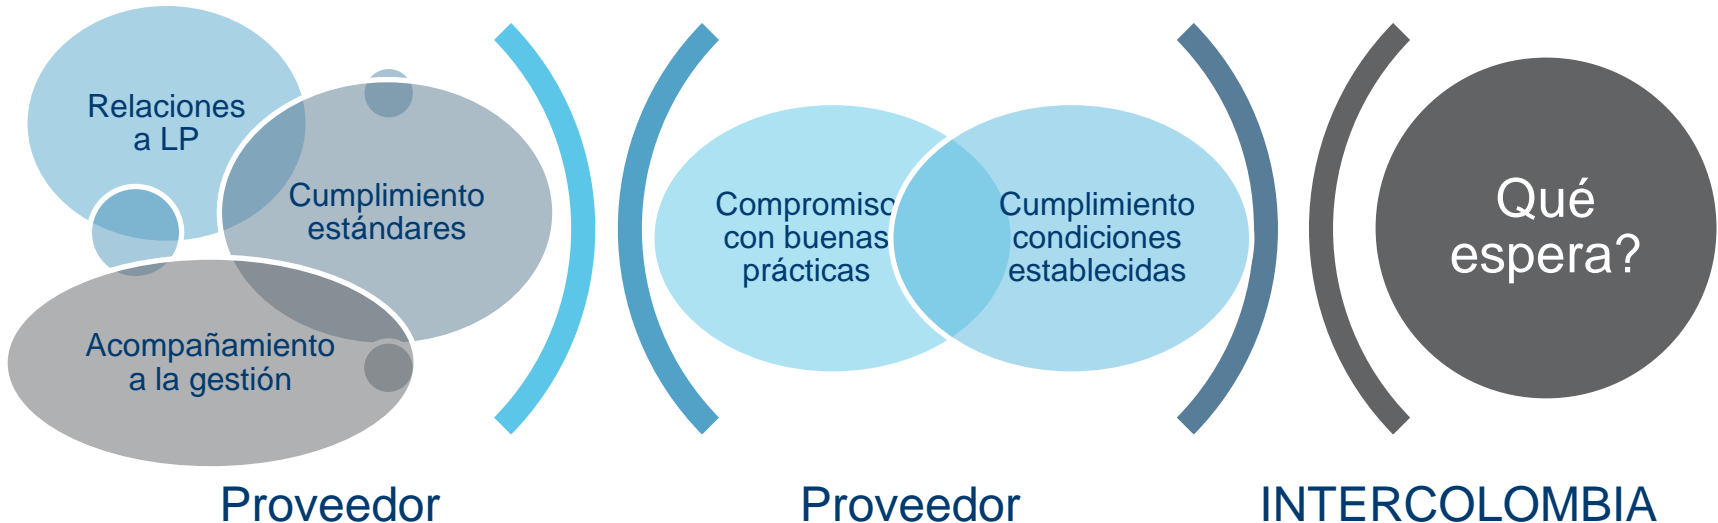 Relaciones
a LP
Cumplimiento
estándares
Acompañamiento
a la gestión
Proveedor
Compromiso
con buenas
prácticas
Cumplimiento
condiciones
establecidas
Proveedor
Qué
espera?
INTERCOLOMBIA